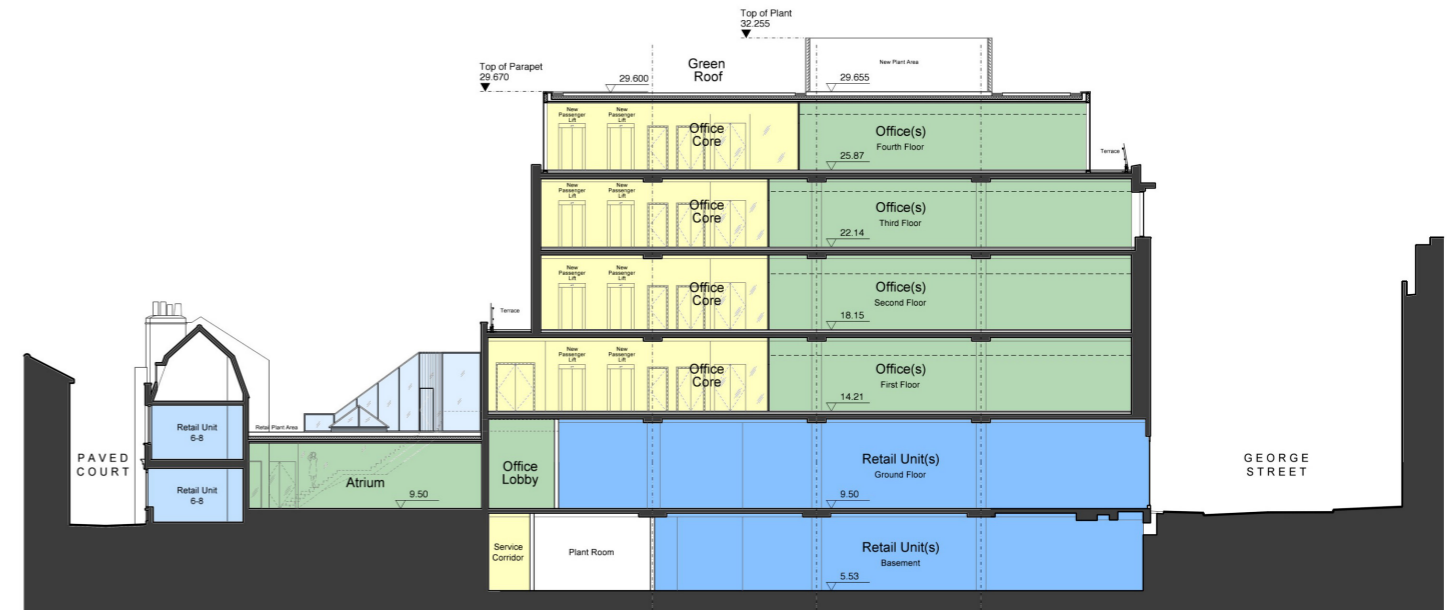 Top of Plant
32.255
Top of Parapet
29.670
29.600
Green
Roof
New Plant Area
29.655
New
Passenger
Lift
New
Passenger
Lift
Office
Core
Office(s)
Fourth Floor
25.87
Terrace
New
Passenger
Lift
New
Passenger
Lift
Office
Core
Office(s)
Third Floor
22.14
New
Passenger
Lift
New
Passenger
Lift
Office
Core
Office(s)
Second Floor
18.15
Terrace
New
Passenger
Lift
New
Passenger
Lift
Office
Core
Office(s)
First Floor
14.21
Retail Plant Area
Retail Unit
6-8
PAVED
COURT
Retail Unit
6-8
Atrium
9.50
Office
Lobby
Retail Unit(s)
Ground Floor
9.50
GEORGE
STREET
Service
Corridor
Plant Room
Retail Unit(s)
Basement
5.53